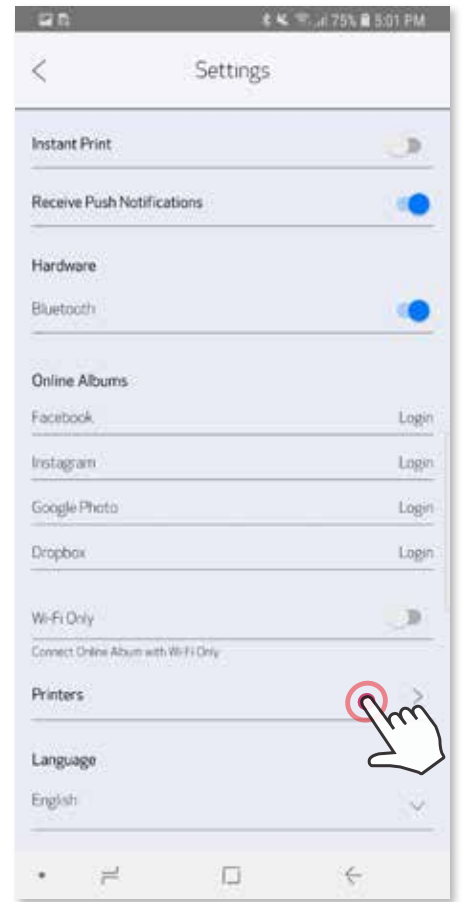 75% 5:01 PM
Settings
Instant Print
Receive Push Notifications
Hardware
Bluetooth
Online Albums
Facebook Login
Instagram Login
Google Photo Login
Dropbox Login
Wi-Fi Only
Connect Online Album with Wi-Fi Only
Printers
Language
English